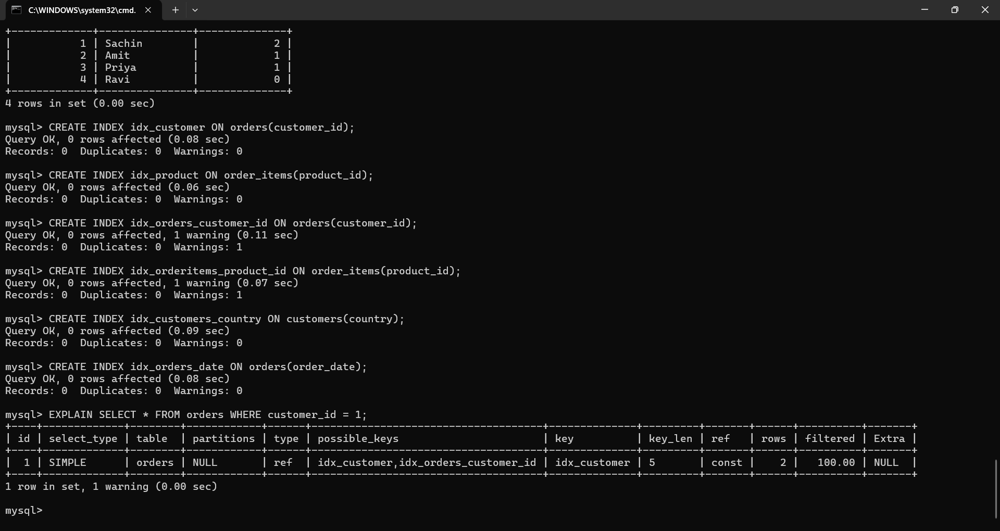 C:\WINDOWS\system32\cmd.
+-------------+---------------+--------------+
|           1 | Sachin        |            2 |
|           2 | Amit          |            1 |
|           3 | Priya         |            1 |
|           4 | Ravi          |            0 |
+-------------+---------------+--------------+
4 rows in set (0.00 sec)
mysql> CREATE INDEX idx_customer ON orders(customer_id);
Query OK, 0 rows affected (0.08 sec)
Records: 0  Duplicates: 0  Warnings: 0
mysql> CREATE INDEX idx_product ON order_items(product_id);
Query OK, 0 rows affected (0.06 sec)
Records: 0  Duplicates: 0  Warnings: 0
mysql> CREATE INDEX idx_orders_customer_id ON orders(customer_id);
Query OK, 0 rows affected, 1 warning (0.11 sec)
Records: 0  Duplicates: 0  Warnings: 1
mysql> CREATE INDEX idx_orderitems_product_id ON order_items(product_id);
Query OK, 0 rows affected, 1 warning (0.07 sec)
Records: 0  Duplicates: 0  Warnings: 1
mysql> CREATE INDEX idx_customers_country ON customers(country);
Query OK, 0 rows affected (0.09 sec)
Records: 0  Duplicates: 0  Warnings: 0
mysql> CREATE INDEX idx_orders_date ON orders(order_date);
Query OK, 0 rows affected (0.08 sec)
Records: 0  Duplicates: 0  Warnings: 0
mysql> EXPLAIN SELECT * FROM orders WHERE customer_id = 1;
+----+-------------+--------+------------+------+-------------------------------------+--------------+---------+-------+------+----------+-------+
| id | select_type | table  | partitions | type | possible_keys                       | key          | key_len | ref   | rows | filtered | Extra |
+----+-------------+--------+------------+------+-------------------------------------+--------------+---------+-------+------+----------+-------+
|  1 | SIMPLE      | orders | NULL       | ref  | idx_customer,idx_orders_customer_id | idx_customer | 5       | const |    2 |   100.00 | NULL  |
+----+-------------+--------+------------+------+-------------------------------------+--------------+---------+-------+------+----------+-------+
1 row in set, 1 warning (0.00 sec)
mysql>